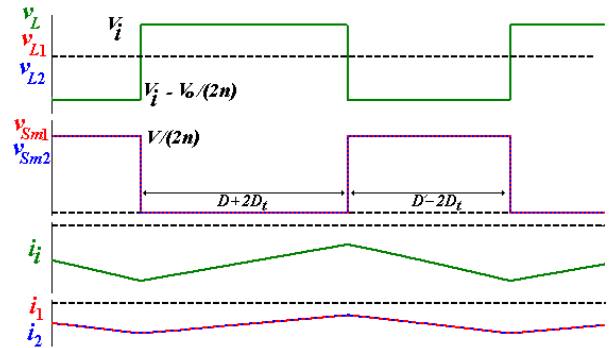 v_L
v_L1
v_L2
V_i
V_i - V_o/(2n)
v_Sm1
v_Sm2
V/(2n)
D+2D_t
D'-2D_t
i_i
i_1
i_2